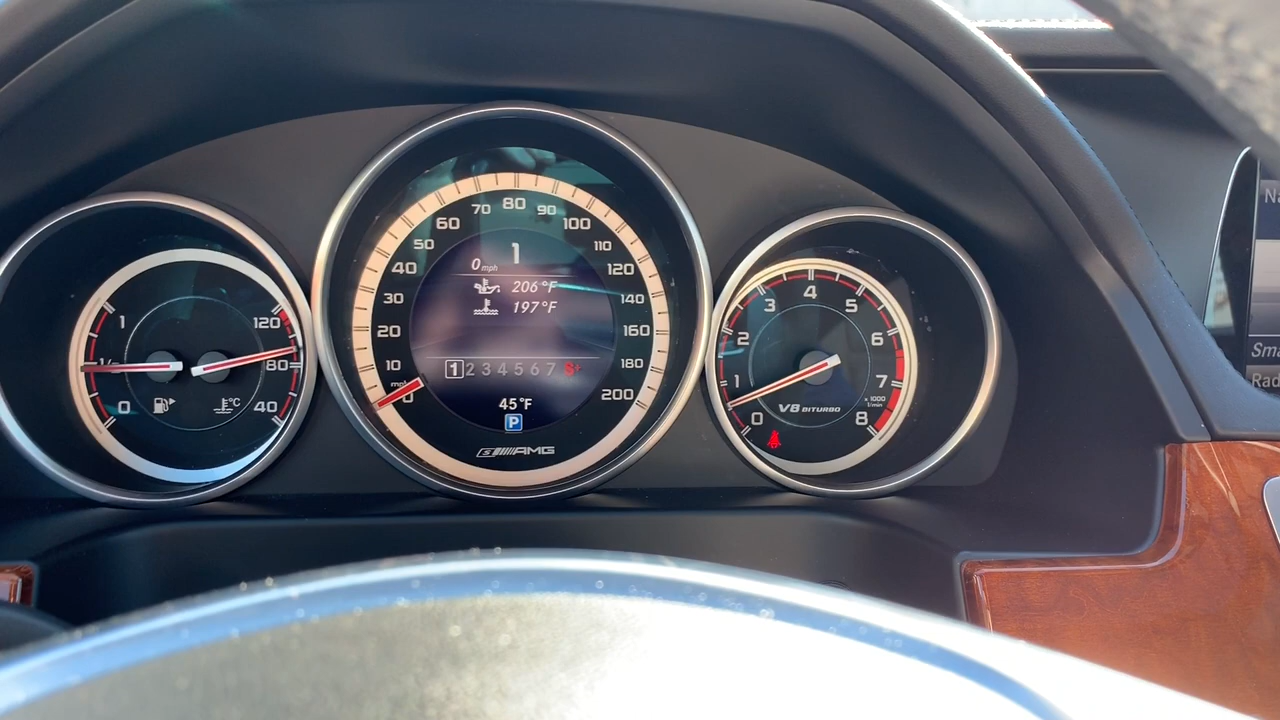 1
1/2
0
120
80
40
°C
80
70
90
60
100
50
110
40
120
30
140
20
160
10
180
mph
0
200
1
0 mph
206 °F
197 °F
1 2 3 4 5 6 7 S+
45 °F
P
S AMG
4
3
5
2
6
1
7
0
8
x 1000
1/min
V8 BITURBO
Na
Sma
Rad